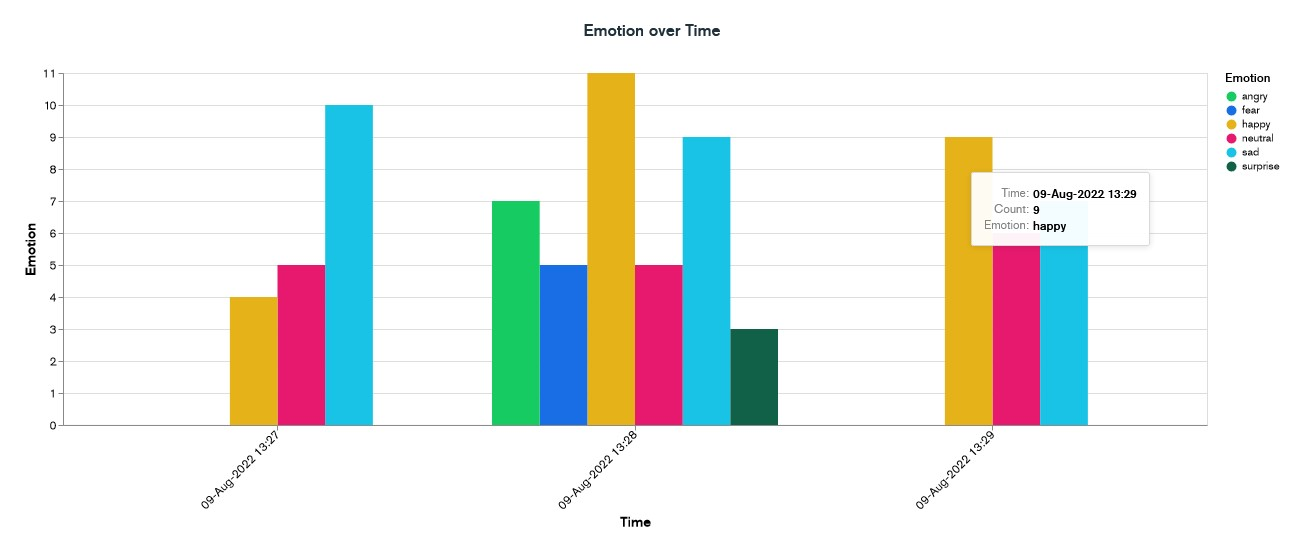 Emotion over Time
11
10
9
8
7
6
5
4
3
2
1
0
Emotion
09-Aug-2022 13:27
09-Aug-2022 13:28
09-Aug-2022 13:29
Time
Emotion
angry
fear
happy
neutral
sad
surprise
Time: 09-Aug-2022 13:29
Count: 9
Emotion: happy